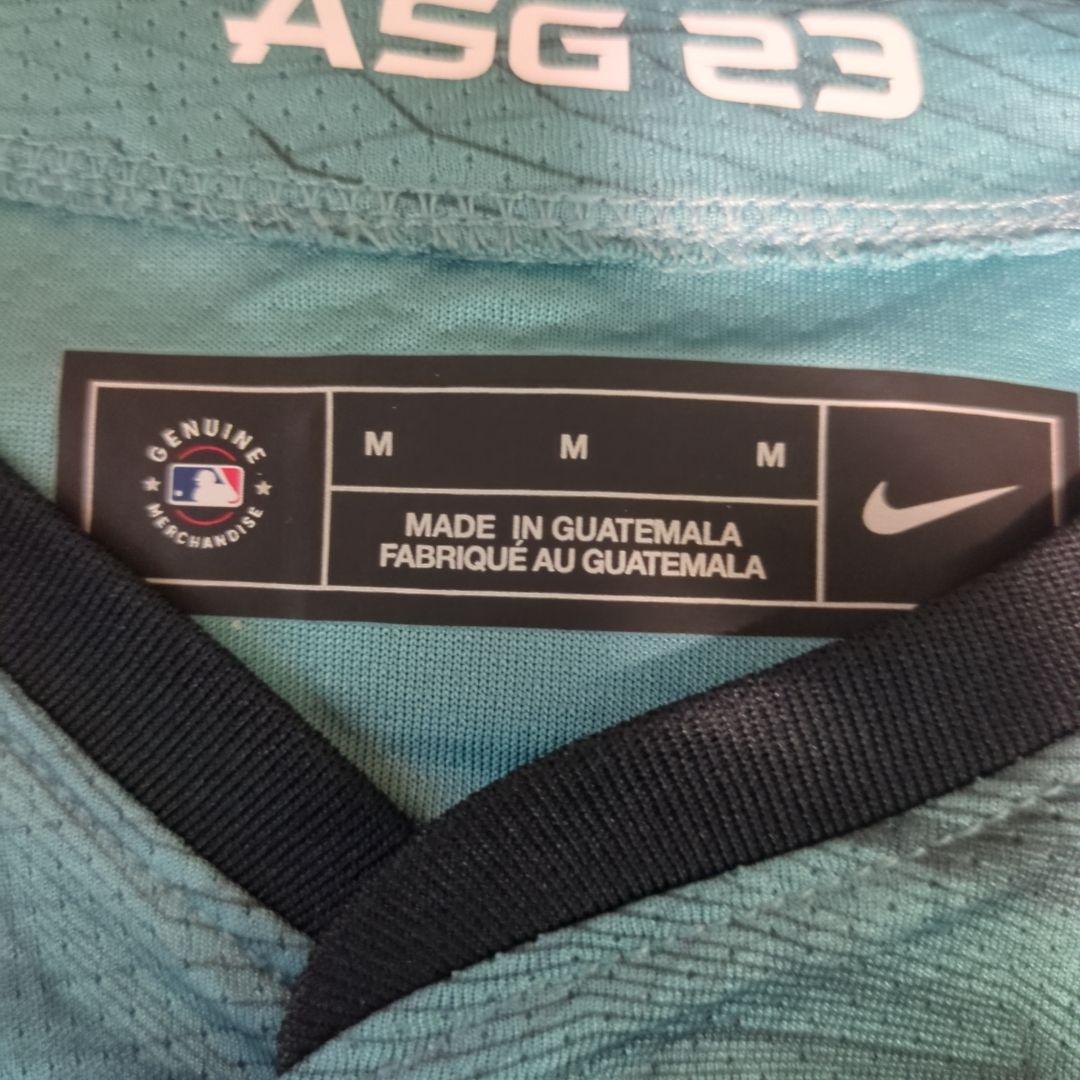 ASG 23
GENUINE
MERCHANDISE
M M M
MADE IN GUATEMALA
FABRIQUÉ AU GUATEMALA